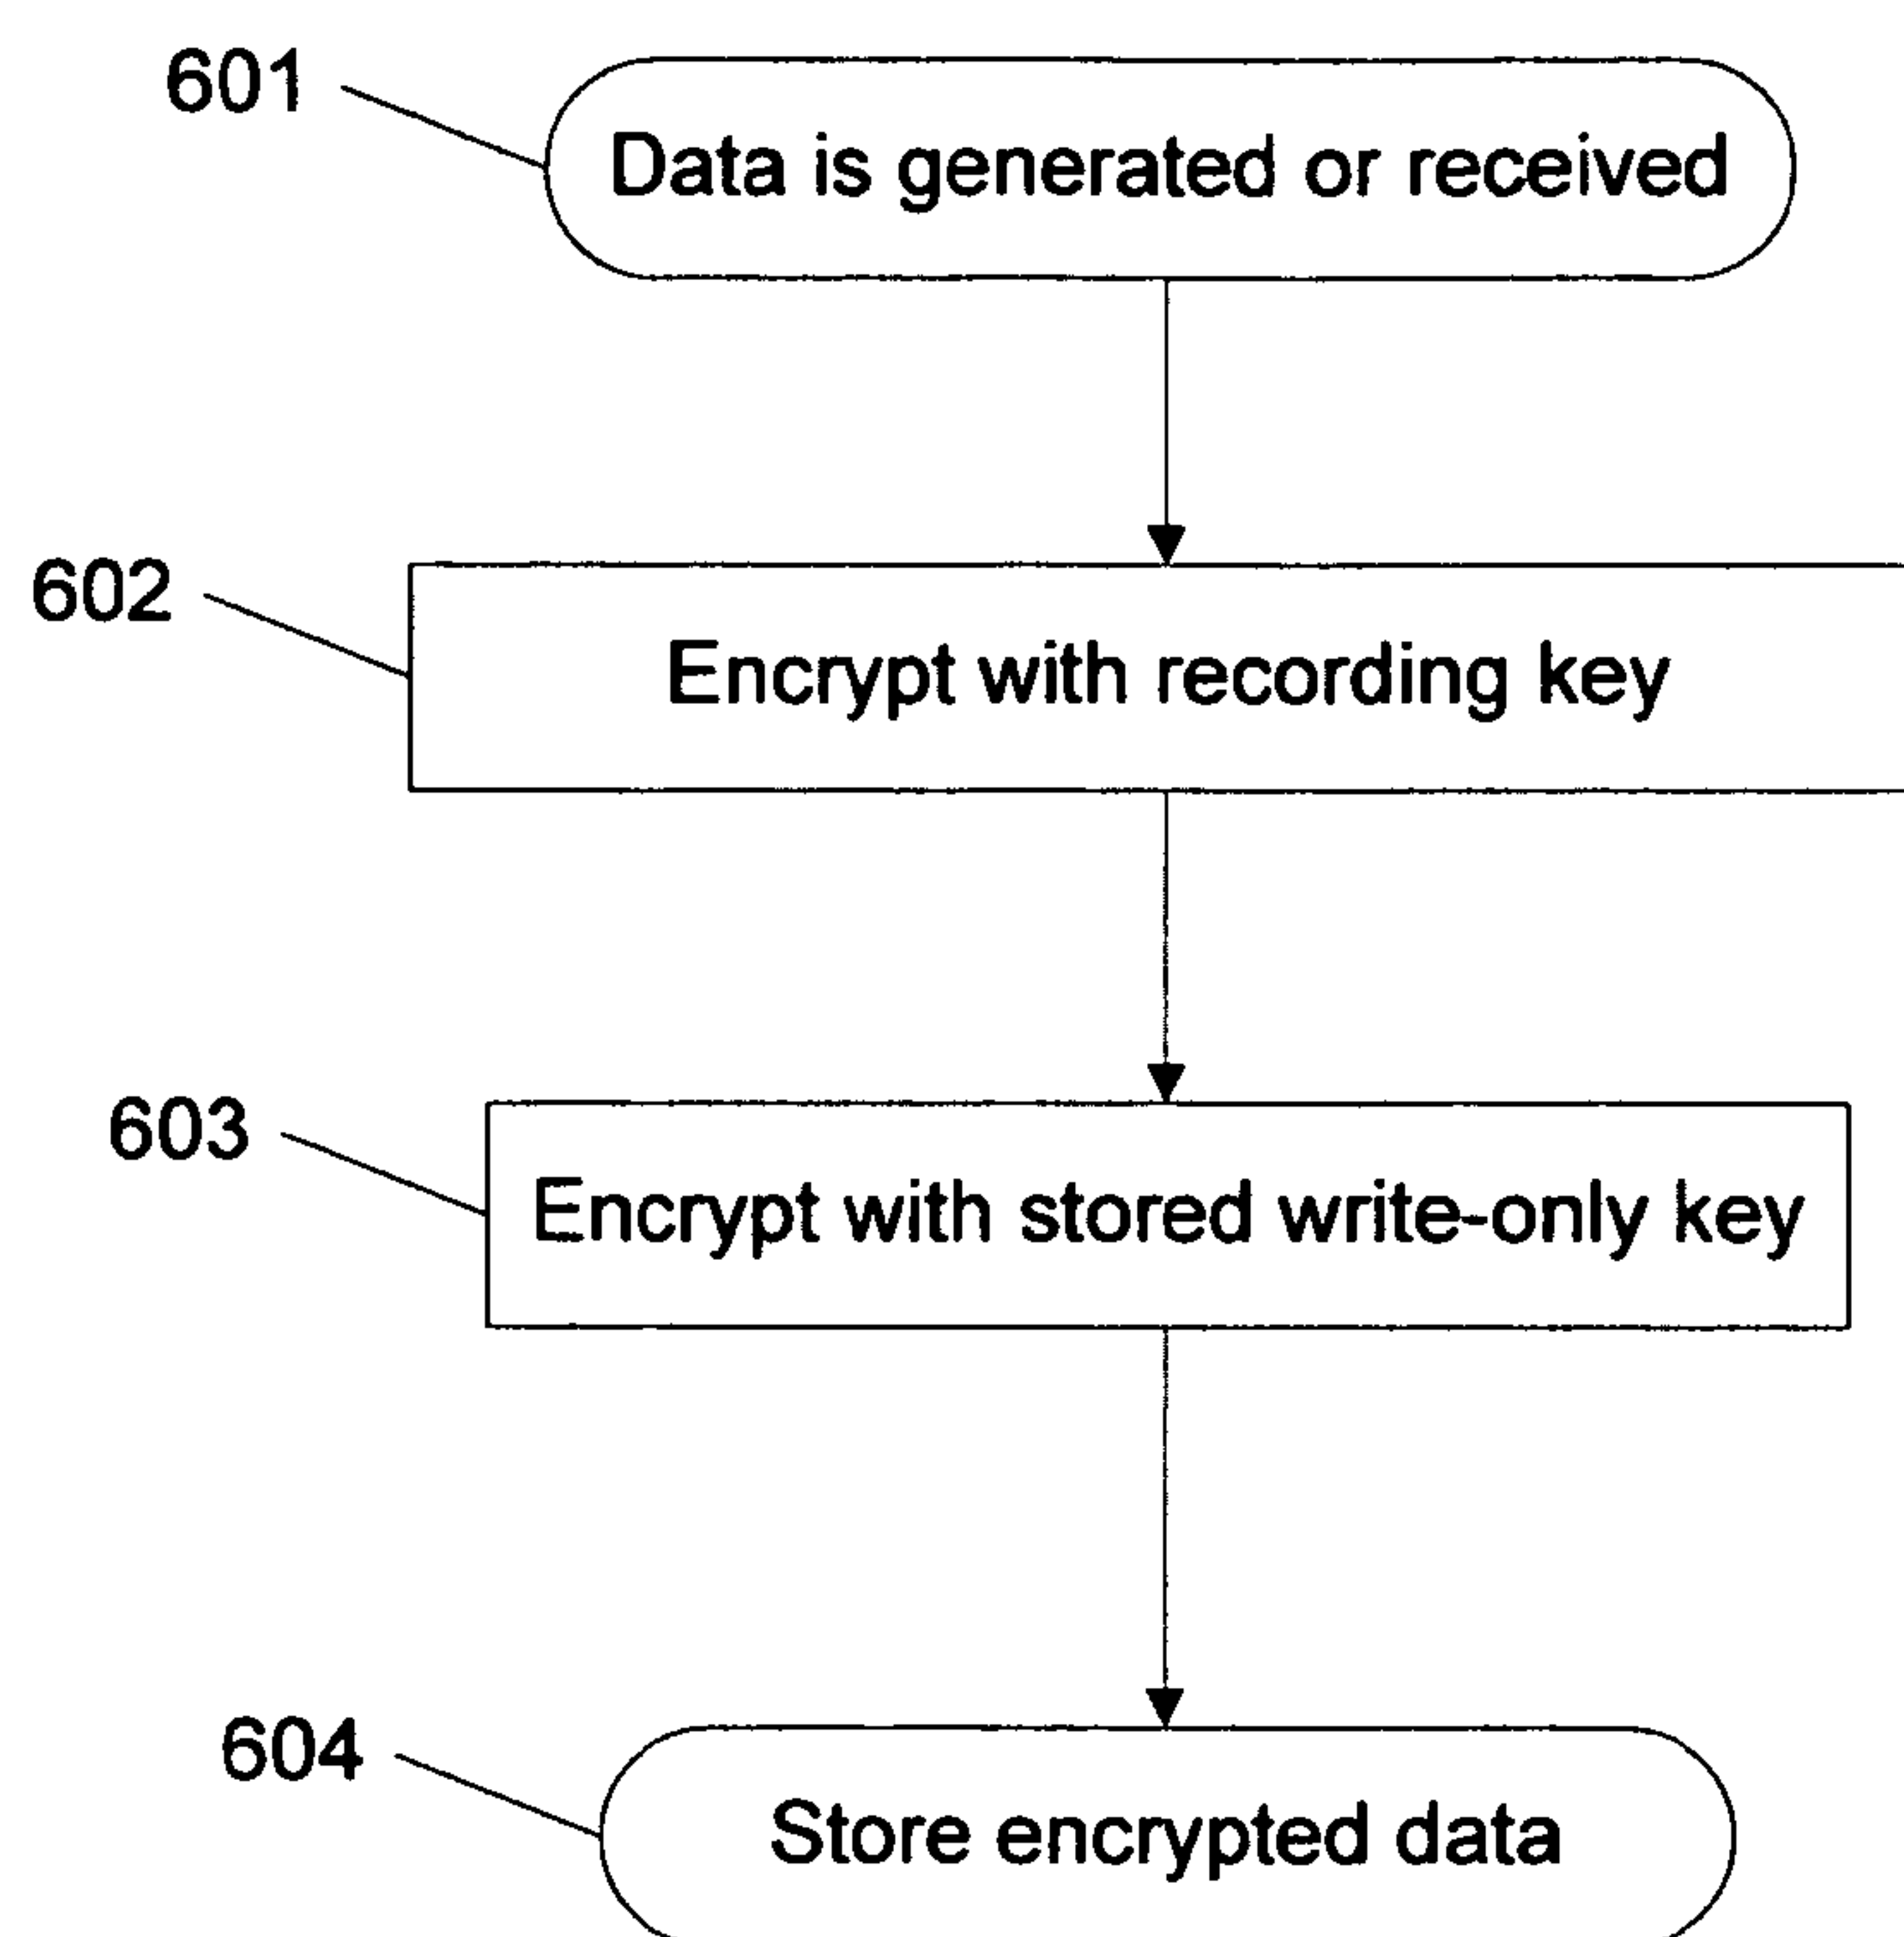 601
Data is generated or received
602
Encrypt with recording key
603
Encrypt with stored write-only key
604
Store encrypted data